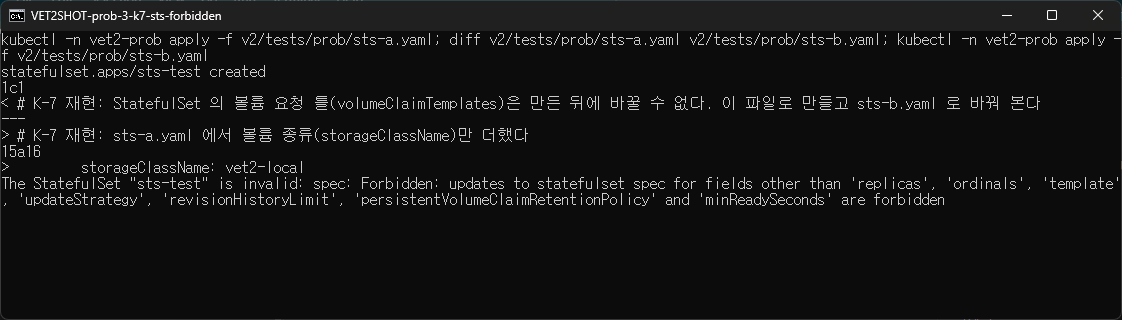 VET2SHOT-prob-3-k7-sts-forbidden
kubectl -n vet2-prob apply -f v2/tests/prob/sts-a.yaml; diff v2/tests/prob/sts-a.yaml v2/tests/prob/sts-b.yaml; kubectl -n vet2-prob apply -
f v2/tests/prob/sts-b.yaml
statefulset.apps/sts-test created
1c1
< # K-7 재현: StatefulSet 의 볼륨 요청 틀(volumeClaimTemplates)은 만든 뒤에 바꿀 수 없다. 이 파일로 만들고 sts-b.yaml 로 바꿔 본다
---
> # K-7 재현: sts-a.yaml 에서 볼륨 종류(storageClassName)만 더했다
15a16
>         storageClassName: vet2-local
The StatefulSet "sts-test" is invalid: spec: Forbidden: updates to statefulset spec for fields other than 'replicas', 'ordinals', 'template'
, 'updateStrategy', 'revisionHistoryLimit', 'persistentVolumeClaimRetentionPolicy' and 'minReadySeconds' are forbidden